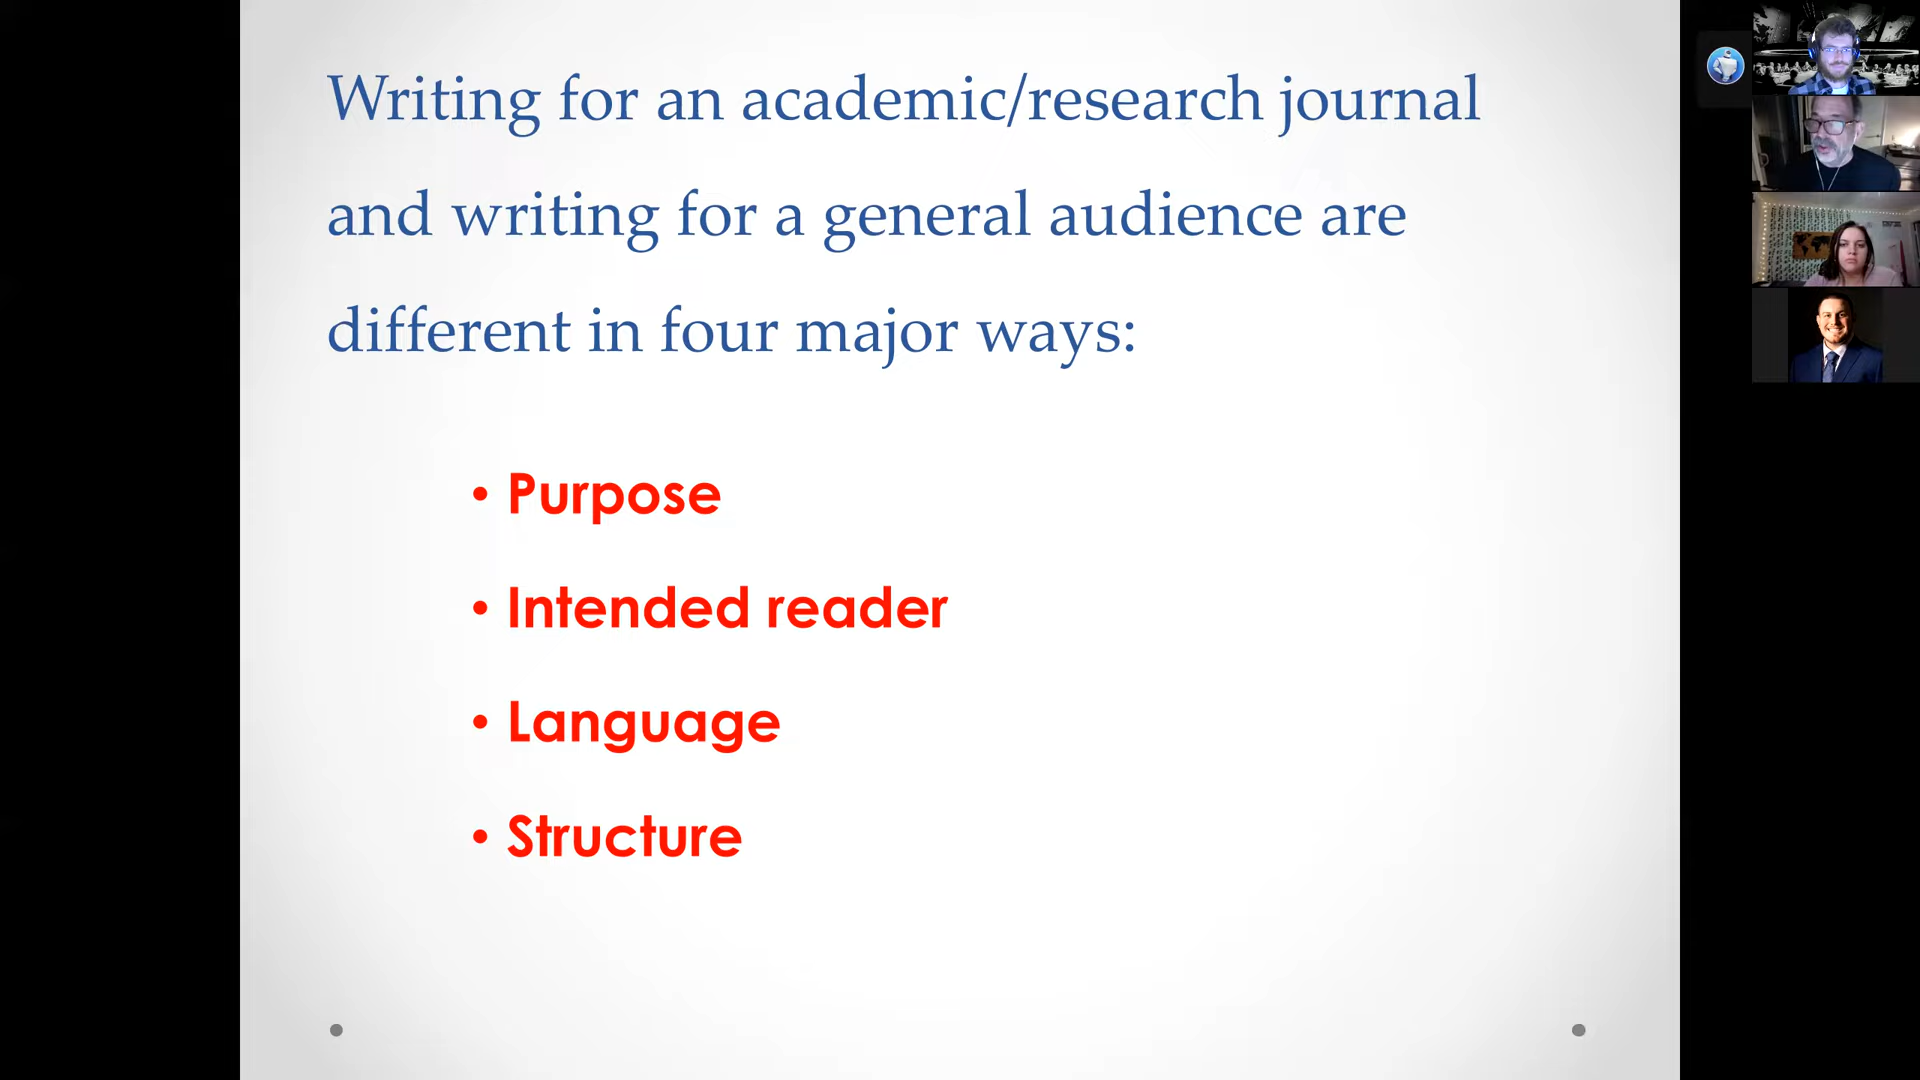 Writing for an academic/research journal
and writing for a general audience are
different in four major ways:
• Purpose
• Intended reader
• Language
• Structure